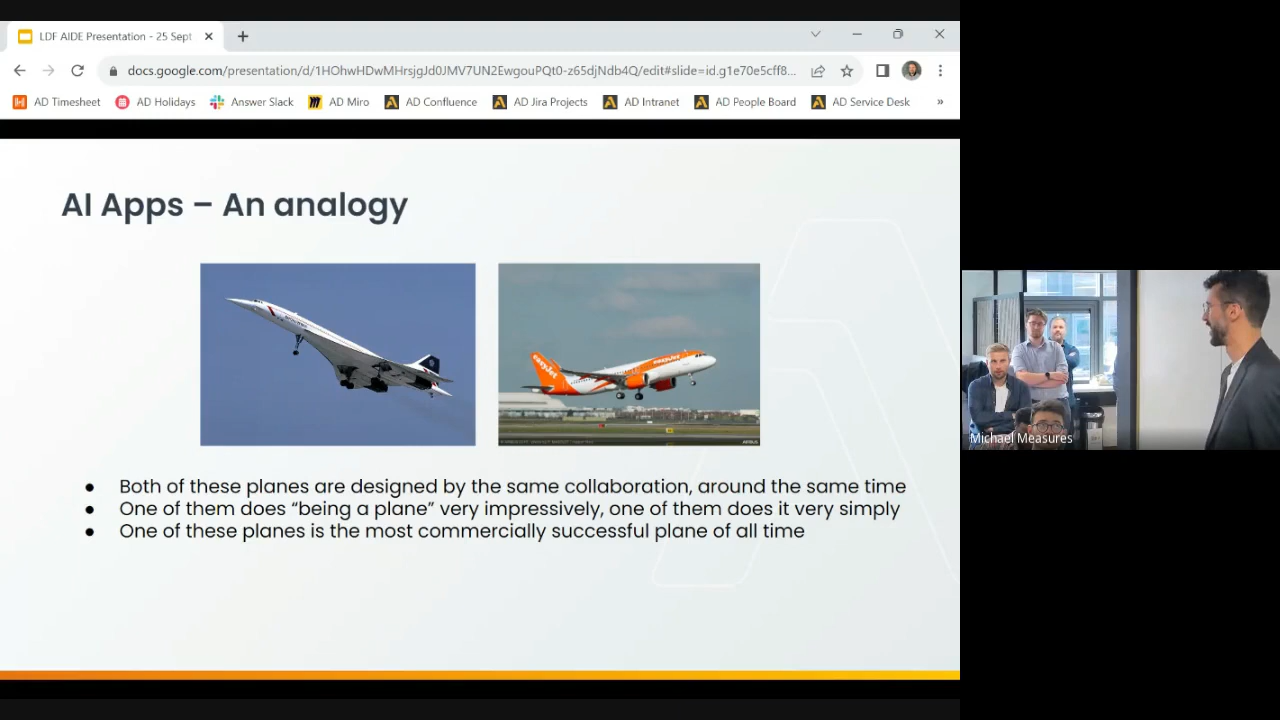 LDF AIDE Presentation - 25 Sept
docs.google.com/presentation/d/1HOhwHDwMHrsjgJd0JMV7UN2EwgouPQt0-z65djNdb4Q/edit#slide=id.g1e70e5cff8...
AD Timesheet AD Holidays Answer Slack AD Miro AD Confluence AD Jira Projects AD Intranet AD People Board AD Service Desk »
AI Apps – An analogy
easyJet easyJet
AIRBUS
● Both of these planes are designed by the same collaboration, around the same time
● One of them does “being a plane” very impressively, one of them does it very simply
● One of these planes is the most commercially successful plane of all time
Michael Measures